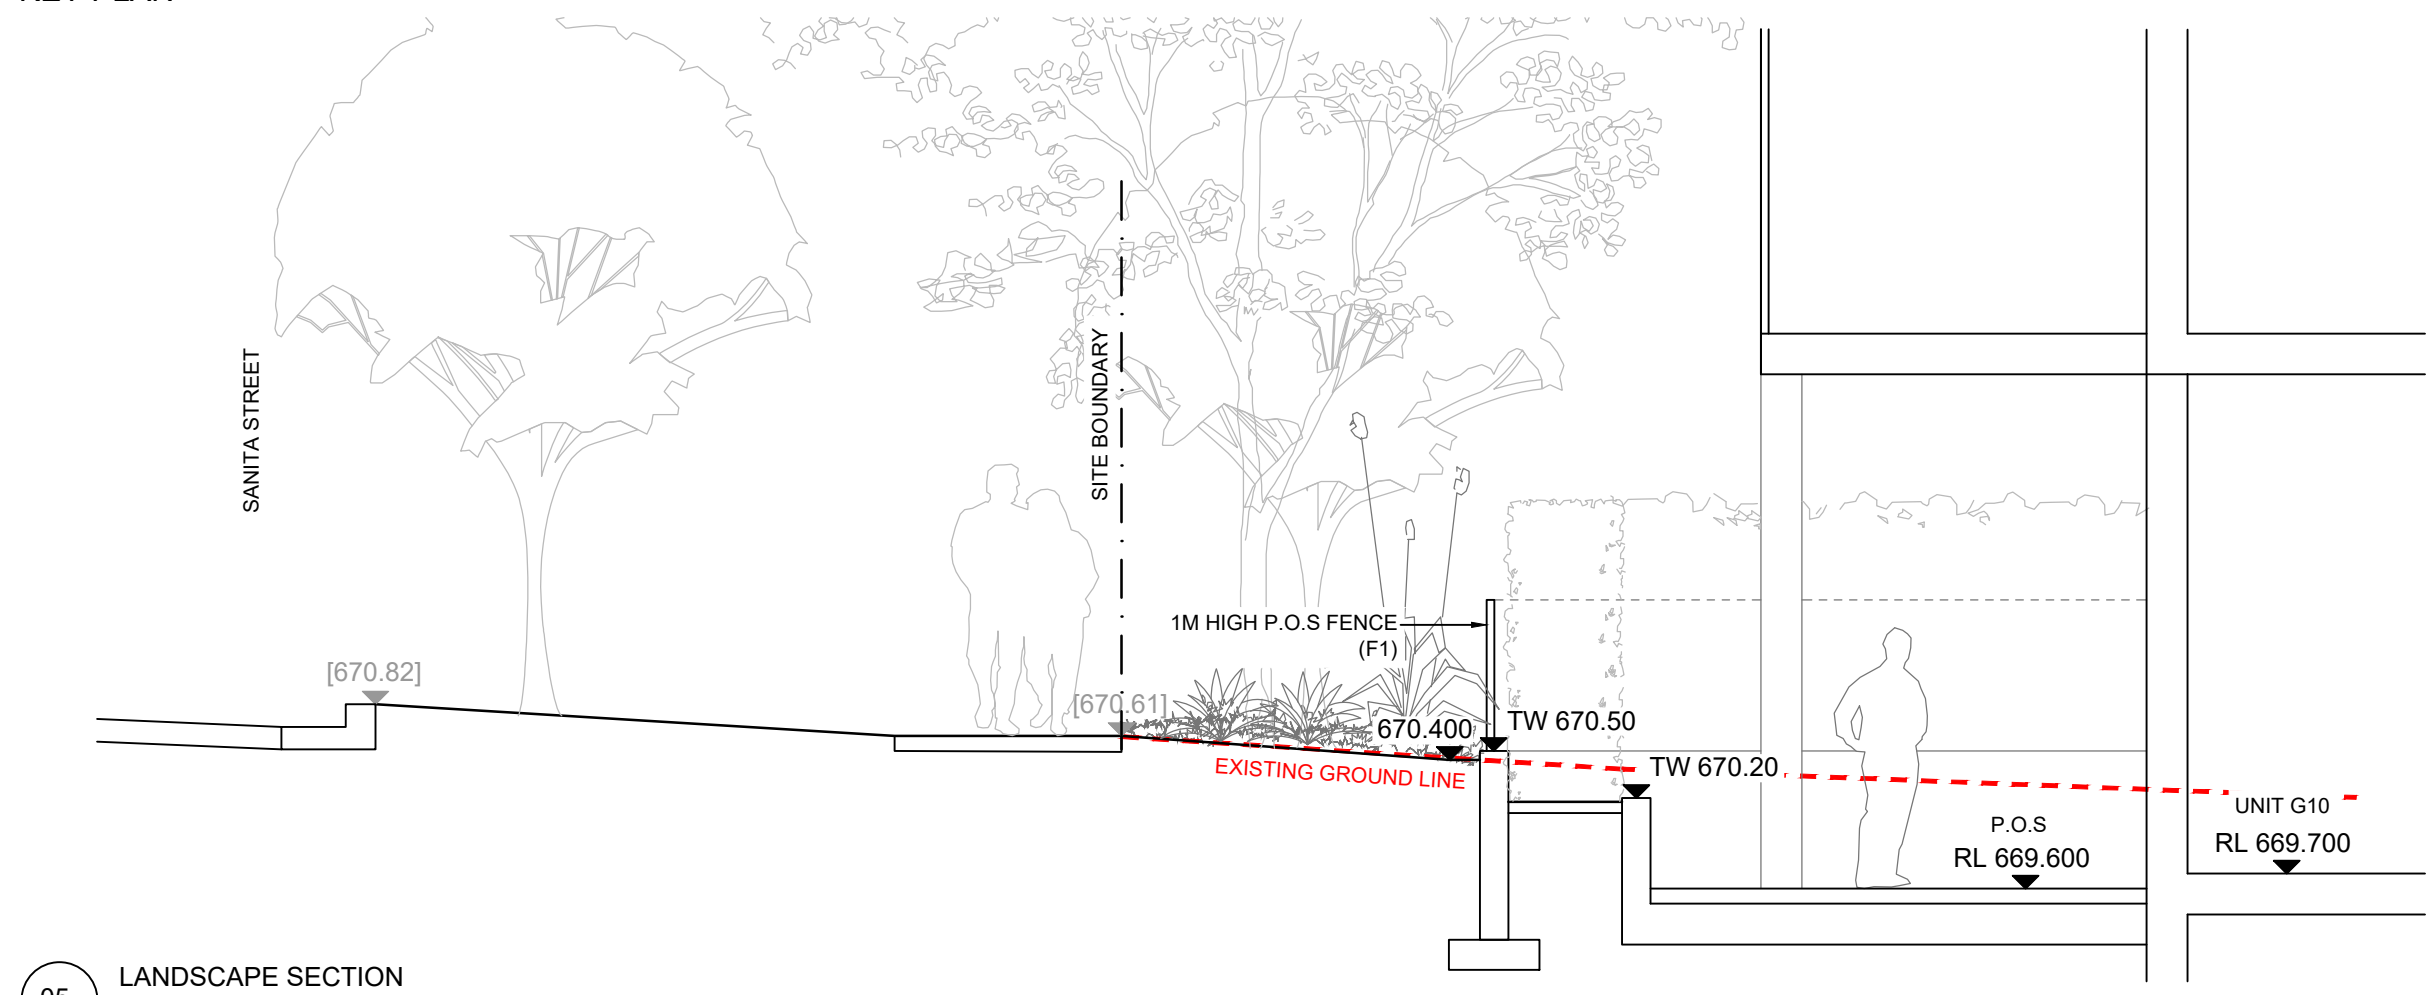 SANITA STREET
SITE BOUNDARY
1M HIGH P.O.S FENCE
(F1)
[670.82]
[670.61]
670.400
TW 670.50
EXISTING GROUND LINE
TW 670.20
UNIT G10
P.O.S
RL 669.700
RL 669.600
LANDSCAPE SECTION